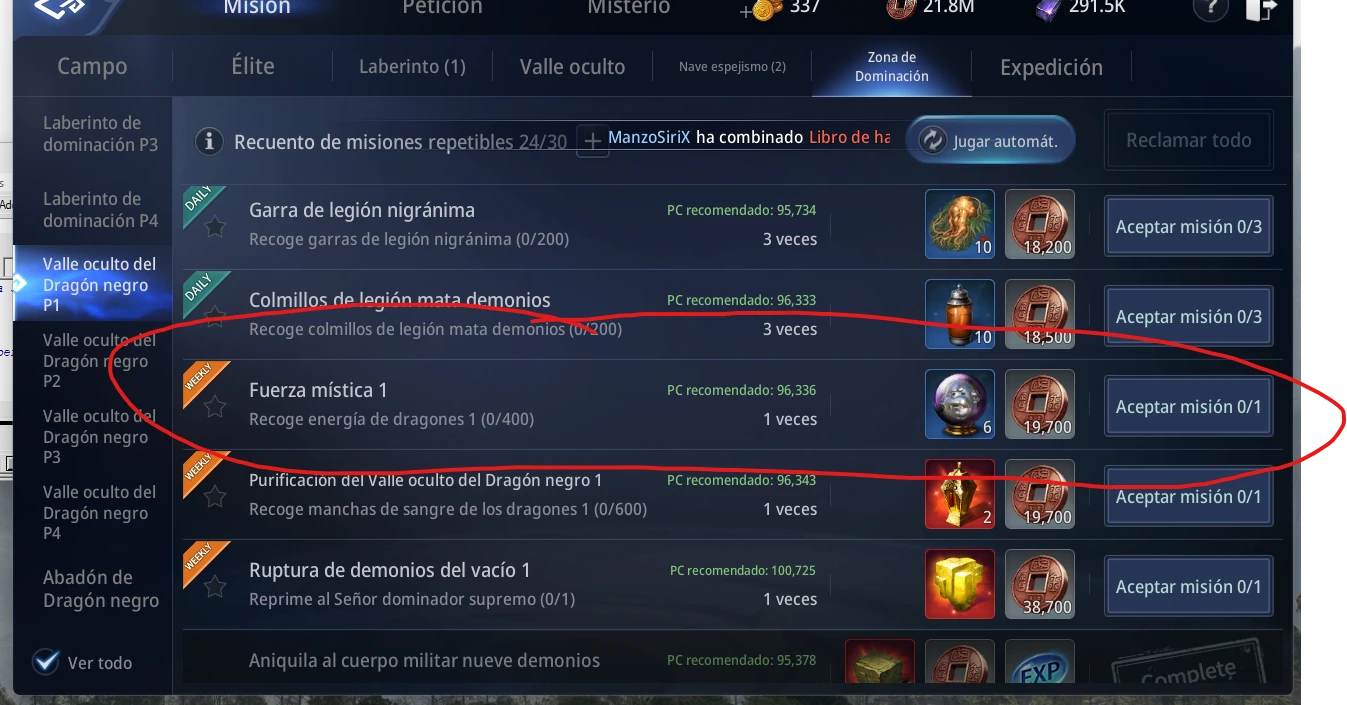 Misión
Petición
Misterio
337
21.8M
291.5K
?
Campo
Élite
Laberinto (1)
Valle oculto
Nave espejismo (2)
Zona de
Dominación
Expedición
Laberinto de
dominación P3
Laberinto de
dominación P4
Valle oculto del
Dragón negro
P1
Valle oculto del
Dragón negro
P2
Valle oculto del
Dragón negro
P3
Valle oculto del
Dragón negro
P4
Abadón de
Dragón negro
Ver todo
Recuento de misiones repetibles 24/30
ManzoSiriX ha combinado Libro de ha
Jugar automát.
Reclamar todo
DAILY
Garra de legión nigránima
Recoge garras de legión nigránima (0/200)
PC recomendado: 95,734
3 veces
10
18,200
Aceptar misión 0/3
DAILY
Colmillos de legión mata demonios
Recoge colmillos de legión mata demonios (0/200)
PC recomendado: 96,333
3 veces
10
18,500
Aceptar misión 0/3
WEEKLY
Fuerza mística 1
Recoge energía de dragones 1 (0/400)
PC recomendado: 96,336
1 veces
6
19,700
Aceptar misión 0/1
WEEKLY
Purificación del Valle oculto del Dragón negro 1
Recoge manchas de sangre de los dragones 1 (0/600)
PC recomendado: 96,343
1 veces
2
19,700
Aceptar misión 0/1
WEEKLY
Ruptura de demonios del vacío 1
Reprime al Señor dominador supremo (0/1)
PC recomendado: 100,725
1 veces
38,700
Aceptar misión 0/1
Aniquila al cuerpo militar nueve demonios
PC recomendado: 95,378
EXP
Complete